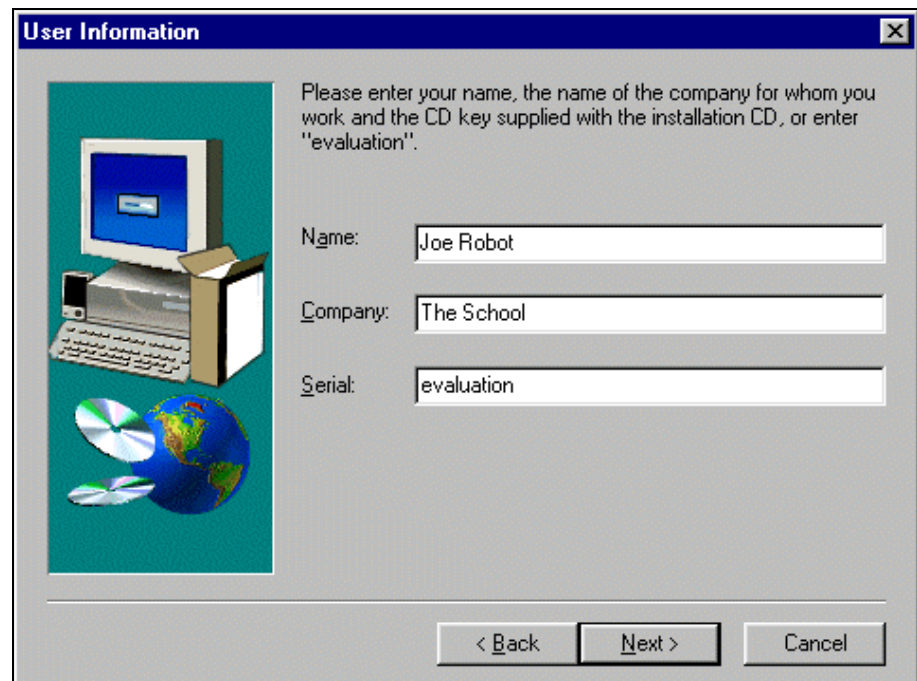 User Information
Please enter your name, the name of the company for whom you
work and the CD key supplied with the installation CD, or enter
"evaluation".
Name: Joe Robot
Company: The School
Serial: evaluation
< Back Next > Cancel